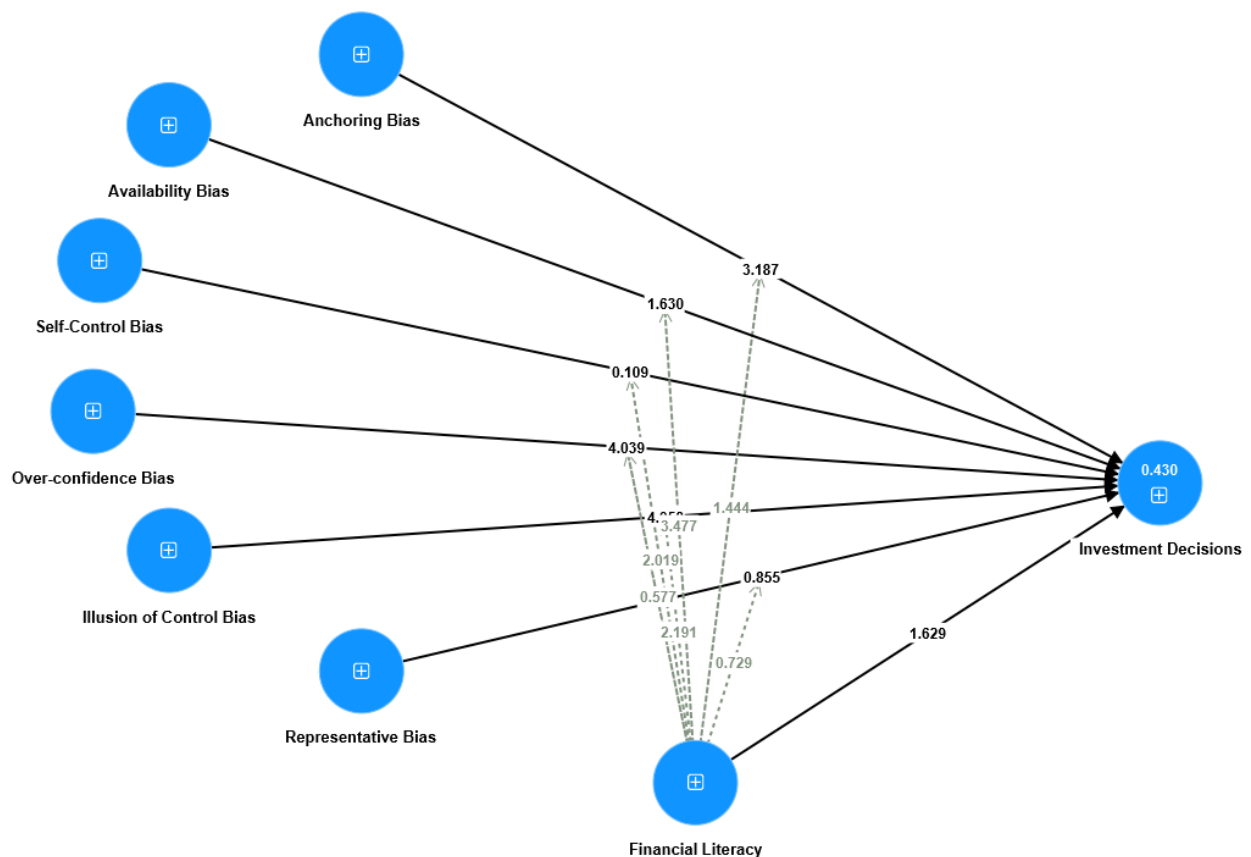 Anchoring Bias
Availability Bias
3.187
1.630
Self-Control Bias
0.109
4.039
Over-confidence Bias
0.430
1.444
3.477
Investment Decisions
2.019
0.855
0.577
Illusion of Control Bias
2.191
1.629
0.729
Representative Bias
Financial Literacy